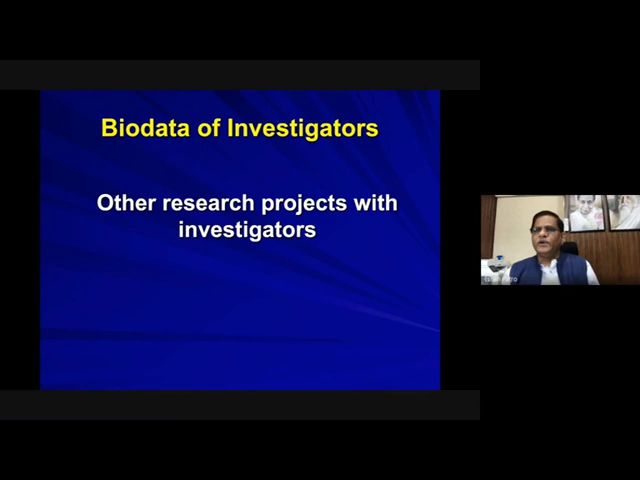 Biodata of Investigators
Other research projects with
investigators